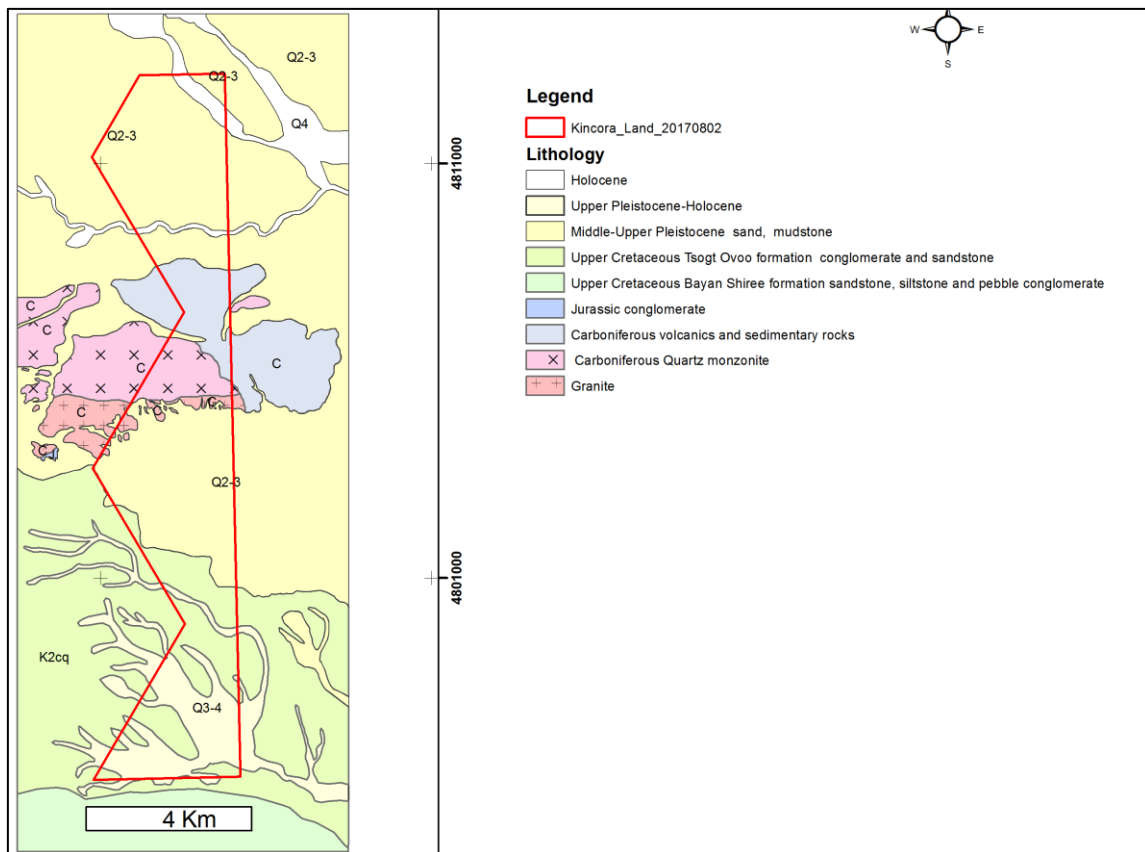 Q2-3
Q2-3
Q4
Q2-3
C
C
C
C
C
C
C
C
Q2-3
K2cq
Q3-4
4 Km
4811000
4801000
W E
S
Legend
Kincora_Land_20170802
Lithology
Holocene
Upper Pleistocene-Holocene
Middle-Upper Pleistocene sand, mudstone
Upper Cretaceous Tsogt Ovoo formation conglomerate and sandstone
Upper Cretaceous Bayan Shiree formation sandstone, siltstone and pebble conglomerate
Jurassic conglomerate
Carboniferous volcanics and sedimentary rocks
Carboniferous Quartz monzonite
Granite